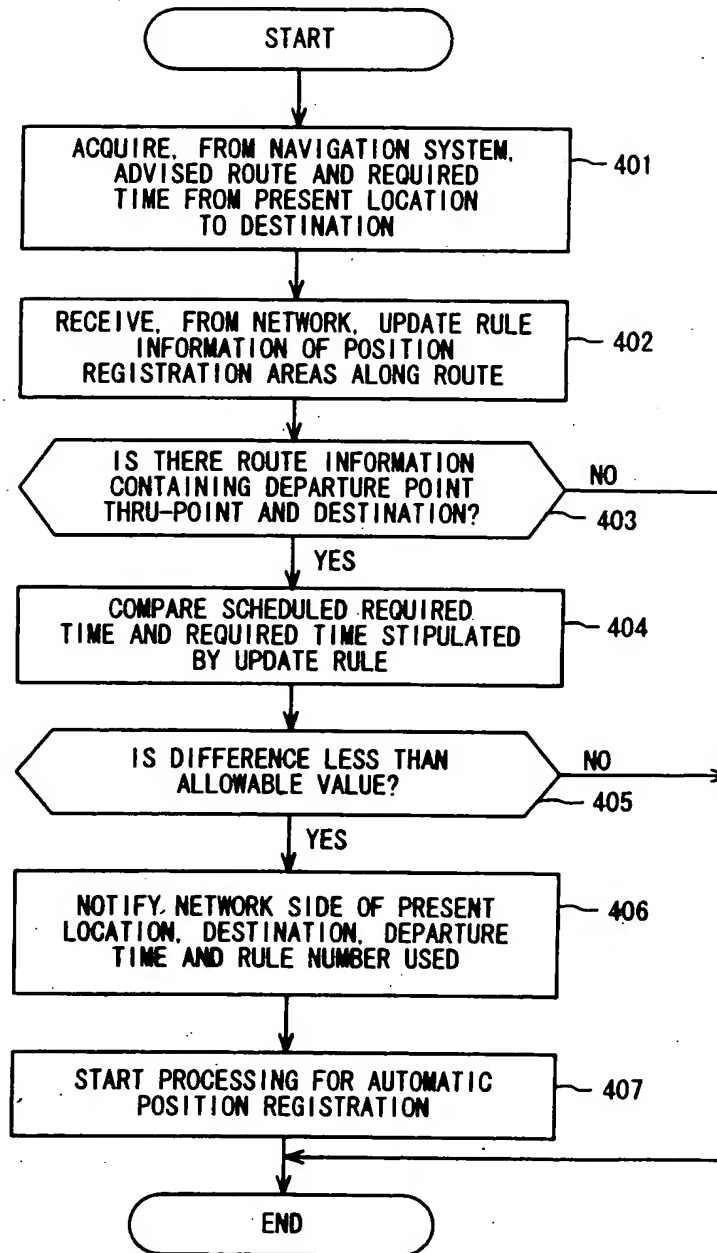 START
ACQUIRE, FROM NAVIGATION SYSTEM,
ADVISED ROUTE AND REQUIRED
TIME FROM PRESENT LOCATION
TO DESTINATION
401
RECEIVE, FROM NETWORK, UPDATE RULE
INFORMATION OF POSITION
REGISTRATION AREAS ALONG ROUTE
402
IS THERE ROUTE INFORMATION
CONTAINING DEPARTURE POINT
THRU-POINT AND DESTINATION?
NO
403
YES
COMPARE SCHEDULED REQUIRED
TIME AND REQUIRED TIME STIPULATED
BY UPDATE RULE
404
IS DIFFERENCE LESS THAN
ALLOWABLE VALUE?
NO
405
YES
NOTIFY NETWORK SIDE OF PRESENT
LOCATION, DESTINATION, DEPARTURE
TIME AND RULE NUMBER USED
406
START PROCESSING FOR AUTOMATIC
POSITION REGISTRATION
407
END